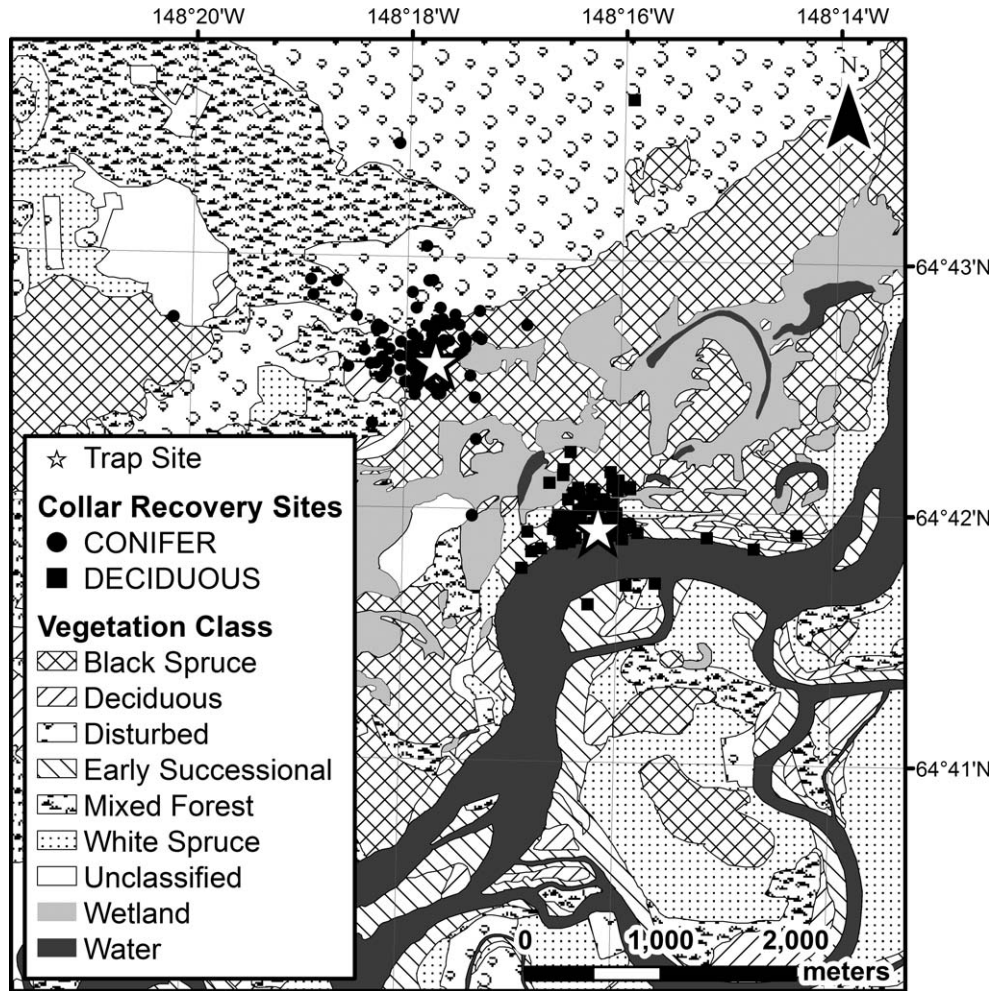 148°20'W 148°18'W 148°16'W 148°14'W
N
64°43'N
64°42'N
64°41'N
Trap Site
Collar Recovery Sites
CONIFER
DECIDUOUS
Vegetation Class
Black Spruce
Deciduous
Disturbed
Early Successional
Mixed Forest
White Spruce
Unclassified
Wetland
Water
0 1,000 2,000
meters